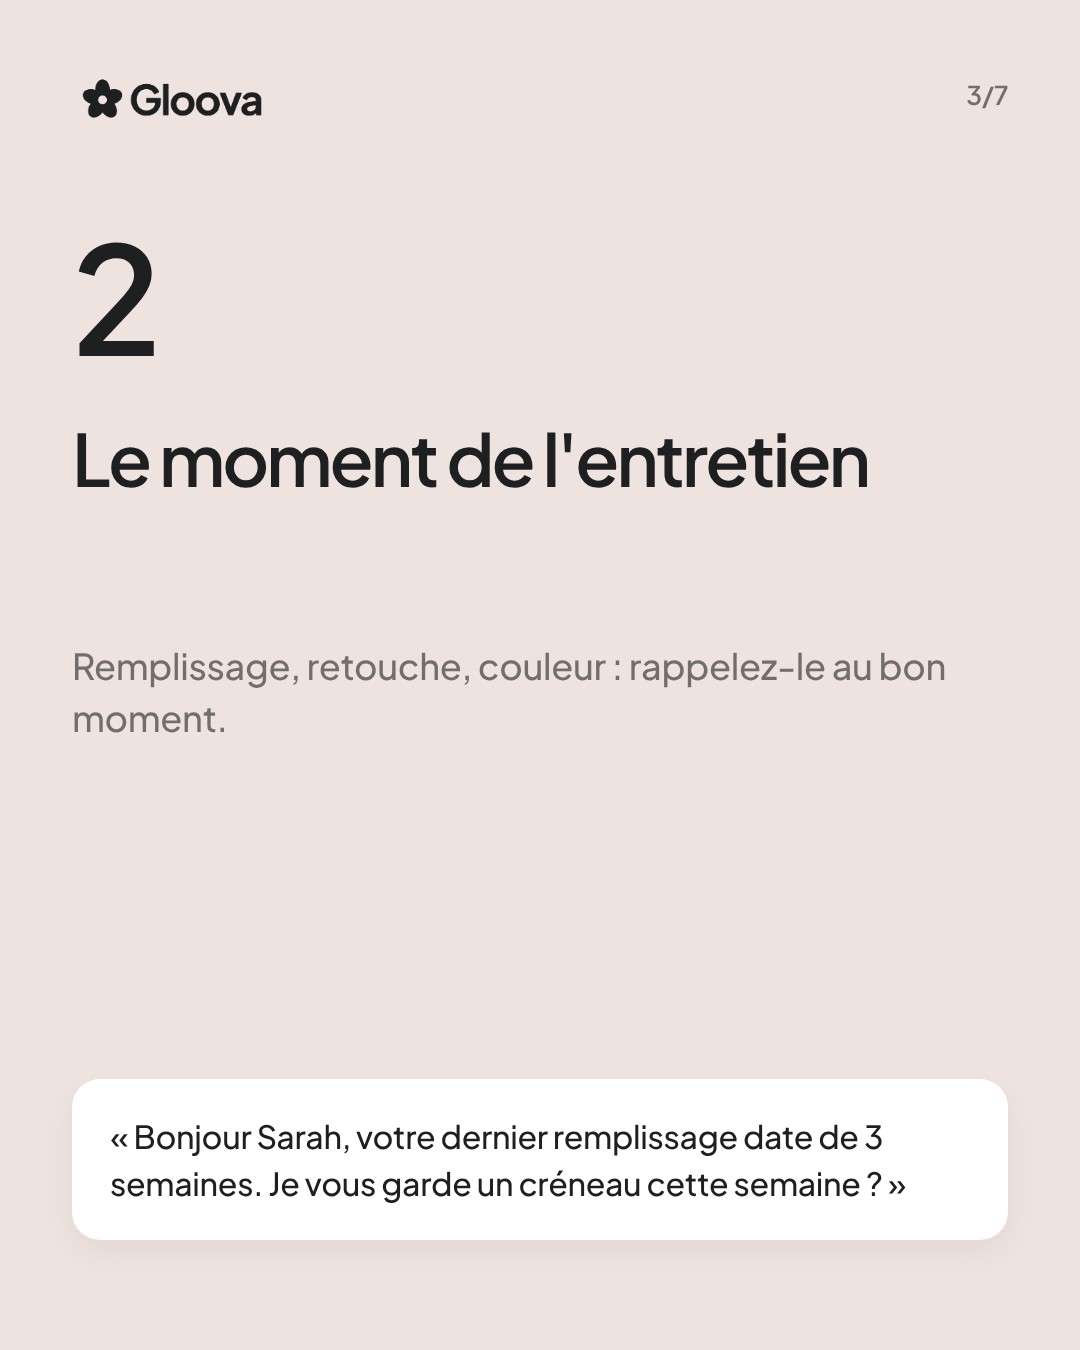 Gloova
3/7
2
Le moment de l'entretien
Remplissage, retouche, couleur : rappelez-le au bon
moment.
« Bonjour Sarah, votre dernier remplissage date de 3
semaines. Je vous garde un créneau cette semaine ? »